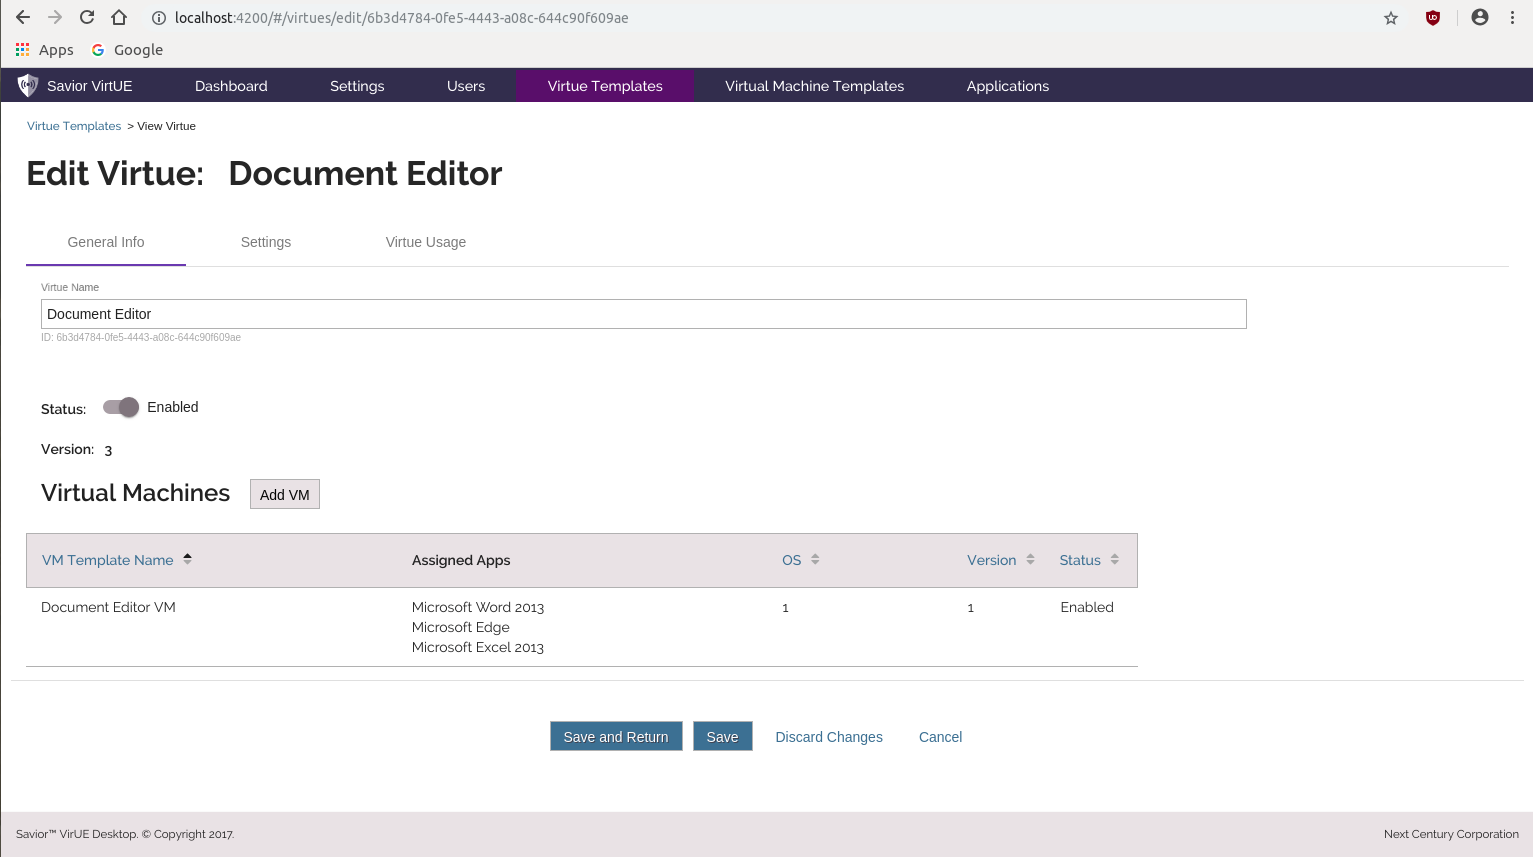 localhost:4200/#/virtues/edit/6b3d4784-0fe5-4443-a08c-644c90f609ae
Apps Google
Savior VirtUE Dashboard Settings Users Virtue Templates Virtual Machine Templates Applications
Virtue Templates > View Virtue
Edit Virtue: Document Editor
General Info Settings Virtue Usage
Virtue Name
Document Editor
ID: 6b3d4784-0fe5-4443-a08c-644c90f609ae
Status: Enabled
Version: 3
Virtual Machines Add VM
VM Template Name Assigned Apps OS Version Status
Document Editor VM Microsoft Word 2013 1 1 Enabled
Microsoft Edge
Microsoft Excel 2013
Save and Return Save Discard Changes Cancel
Savior™ VirUE Desktop. © Copyright 2017. Next Century Corporation